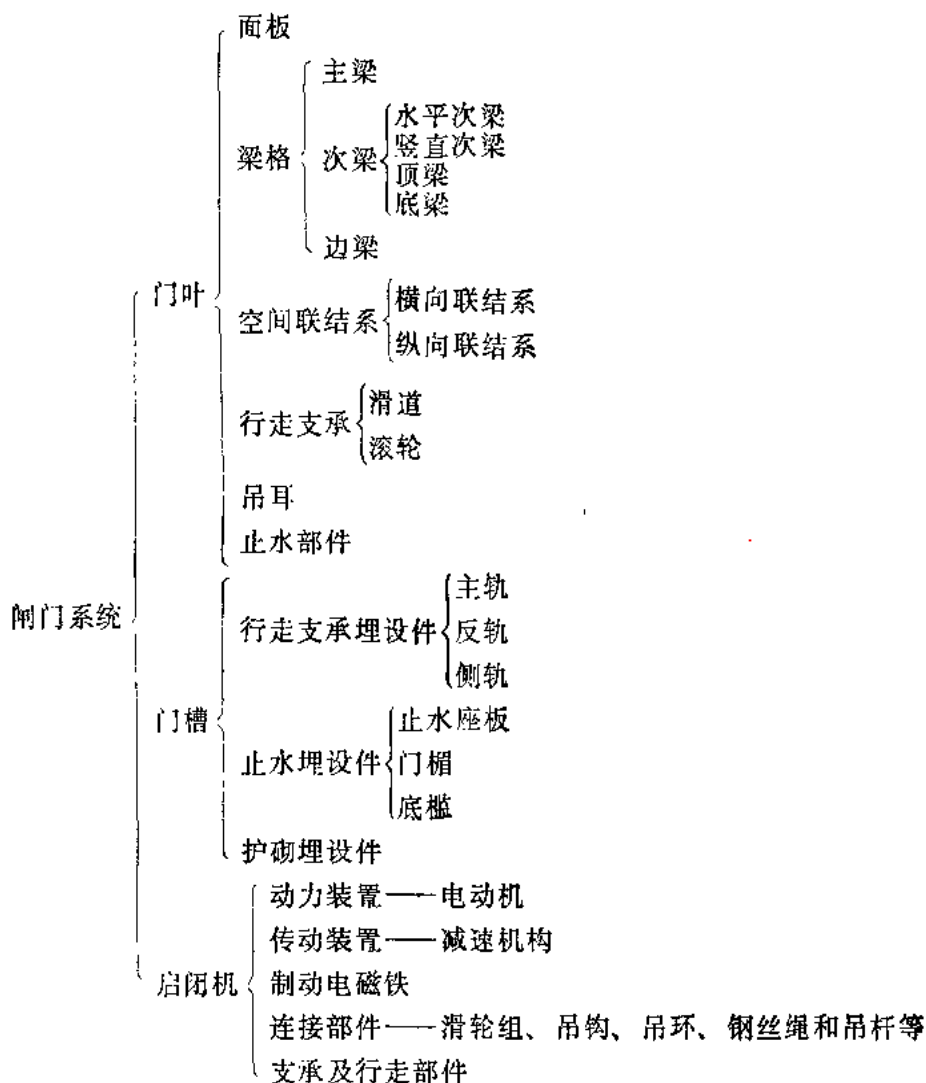 面板
主梁
水平次梁
竖直次梁
梁格
次梁
顶梁
底梁
边梁
门叶
横向联结系
空间联结系
纵向联结系
滑道
行走支承
滚轮
吊耳
止水部件
主轨
闸门系统
行走支承埋设件
反轨
侧轨
止水座板
门槽
止水埋设件
门楣
底槛
护砌埋设件
动力装置——电动机
传动装置——减速机构
启闭机
制动电磁铁
连接部件——滑轮组、吊钩、吊环、钢丝绳和吊杆等
支承及行走部件